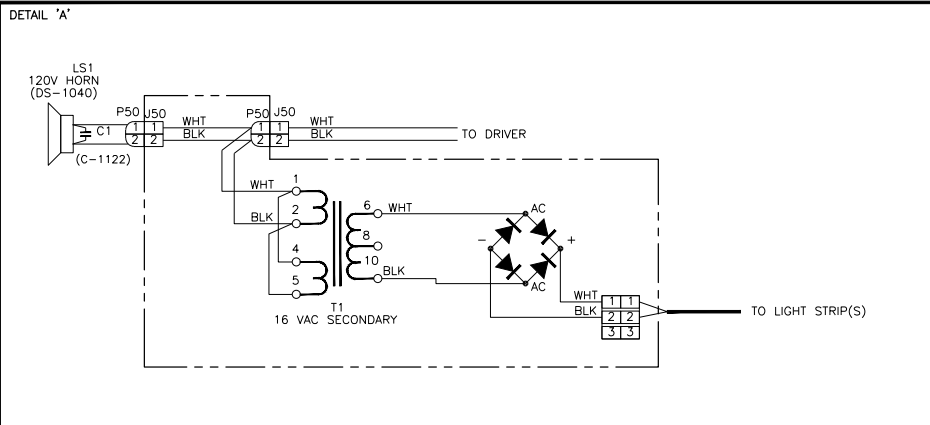 DETAIL 'A'
LS1
120V HORN
(DS-1040)
P50 J50
P50 J50
C1
1 1
2 2
WHT
BLK
1 1
2 2
WHT
BLK
TO DRIVER
(C-1122)
WHT
1
BLK
2
4
5
6
WHT
8
10
BLK
T1
16 VAC SECONDARY
AC
-
+
AC
WHT
BLK
1 1
2 2
3 3
TO LIGHT STRIP(S)